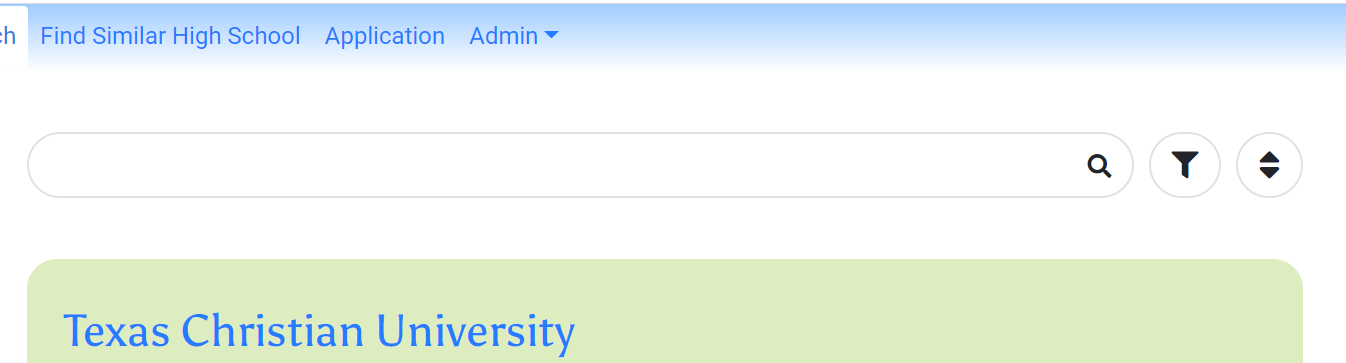 Find Similar High School Application Admin
Texas Christian University